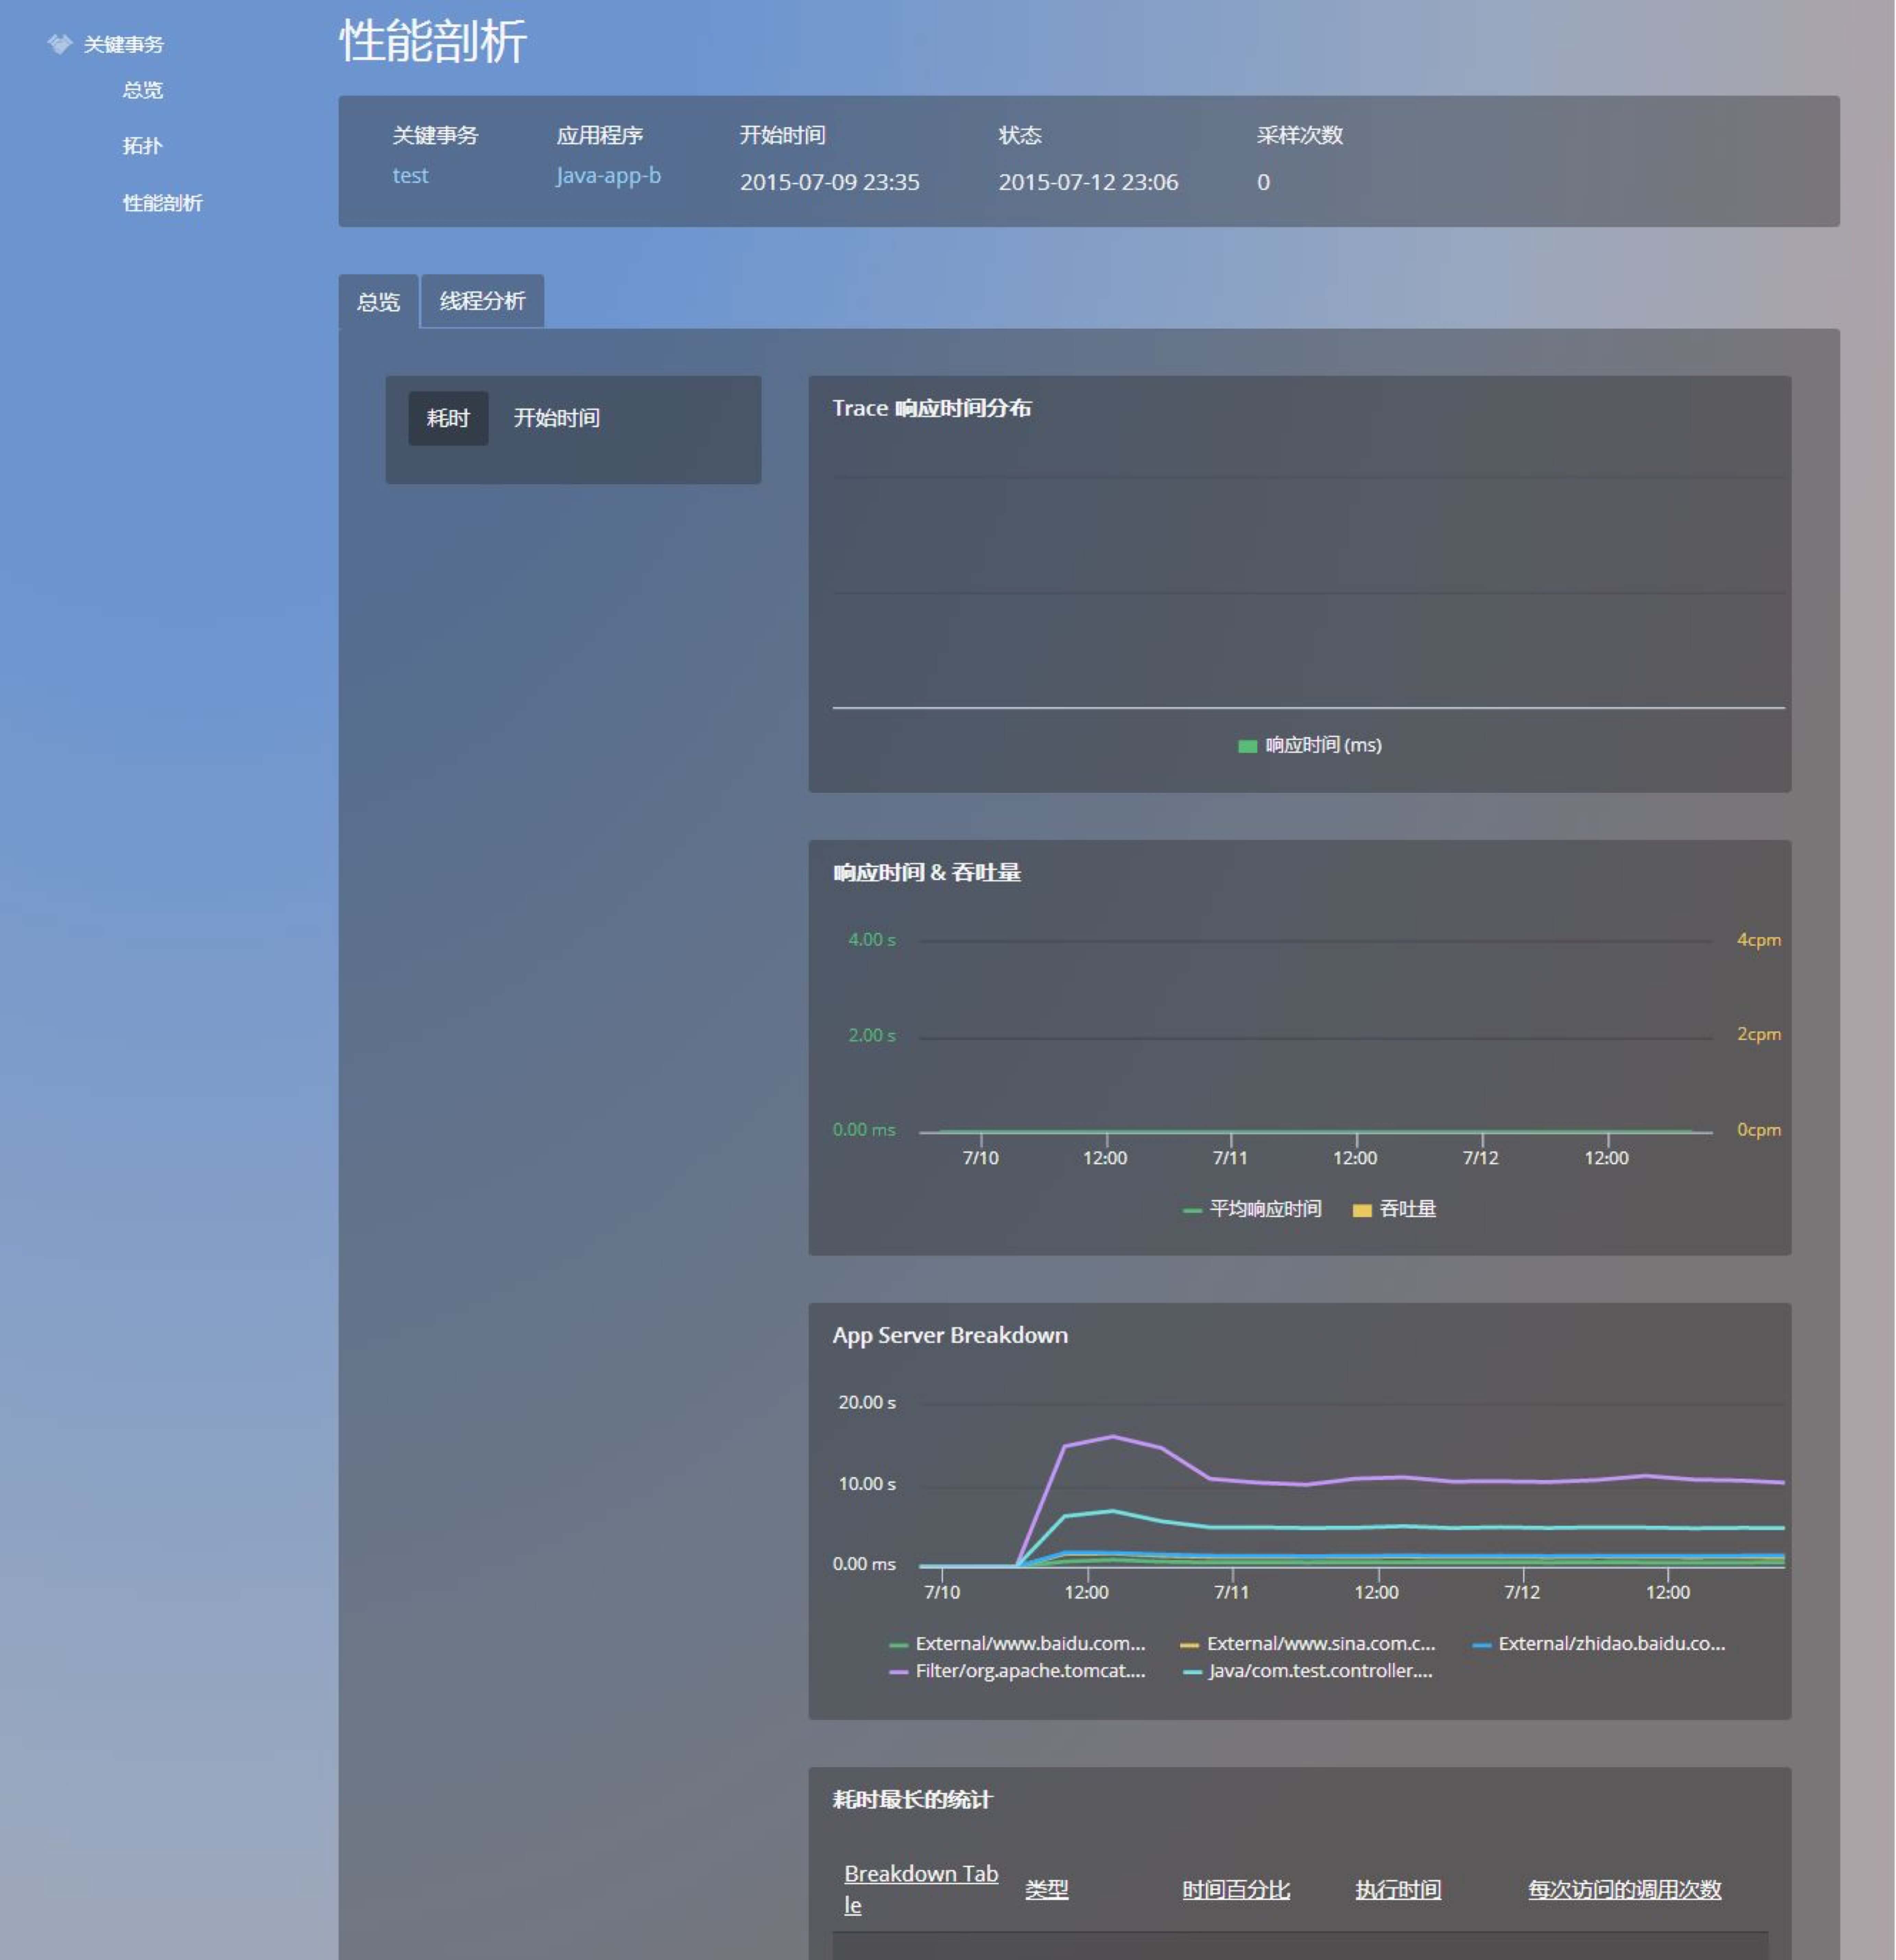 关键事务
总览
拓扑
性能剖析
性能剖析
关键事务 应用程序 开始时间 状态 采样次数
test Java-app-b 2015-07-09 23:35 2015-07-12 23:06 0
总览 线程分析
耗时 开始时间
Trace 响应时间分布
响应时间 (ms)
响应时间 & 吞吐量
4.00 s 4cpm
2.00 s 2cpm
0.00 ms 0cpm
7/10 12:00 7/11 12:00 7/12 12:00
平均响应时间 吞吐量
App Server Breakdown
20.00 s
10.00 s
0.00 ms
7/10 12:00 7/11 12:00 7/12 12:00
External/www.baidu.com... External/www.sina.com.c... External/zhidao.baidu.co...
Filter/org.apache.tomcat.... Java/com.test.controller....
耗时最长的统计
Breakdown Tab
le 类型 时间百分比 执行时间 每次访问的调用次数